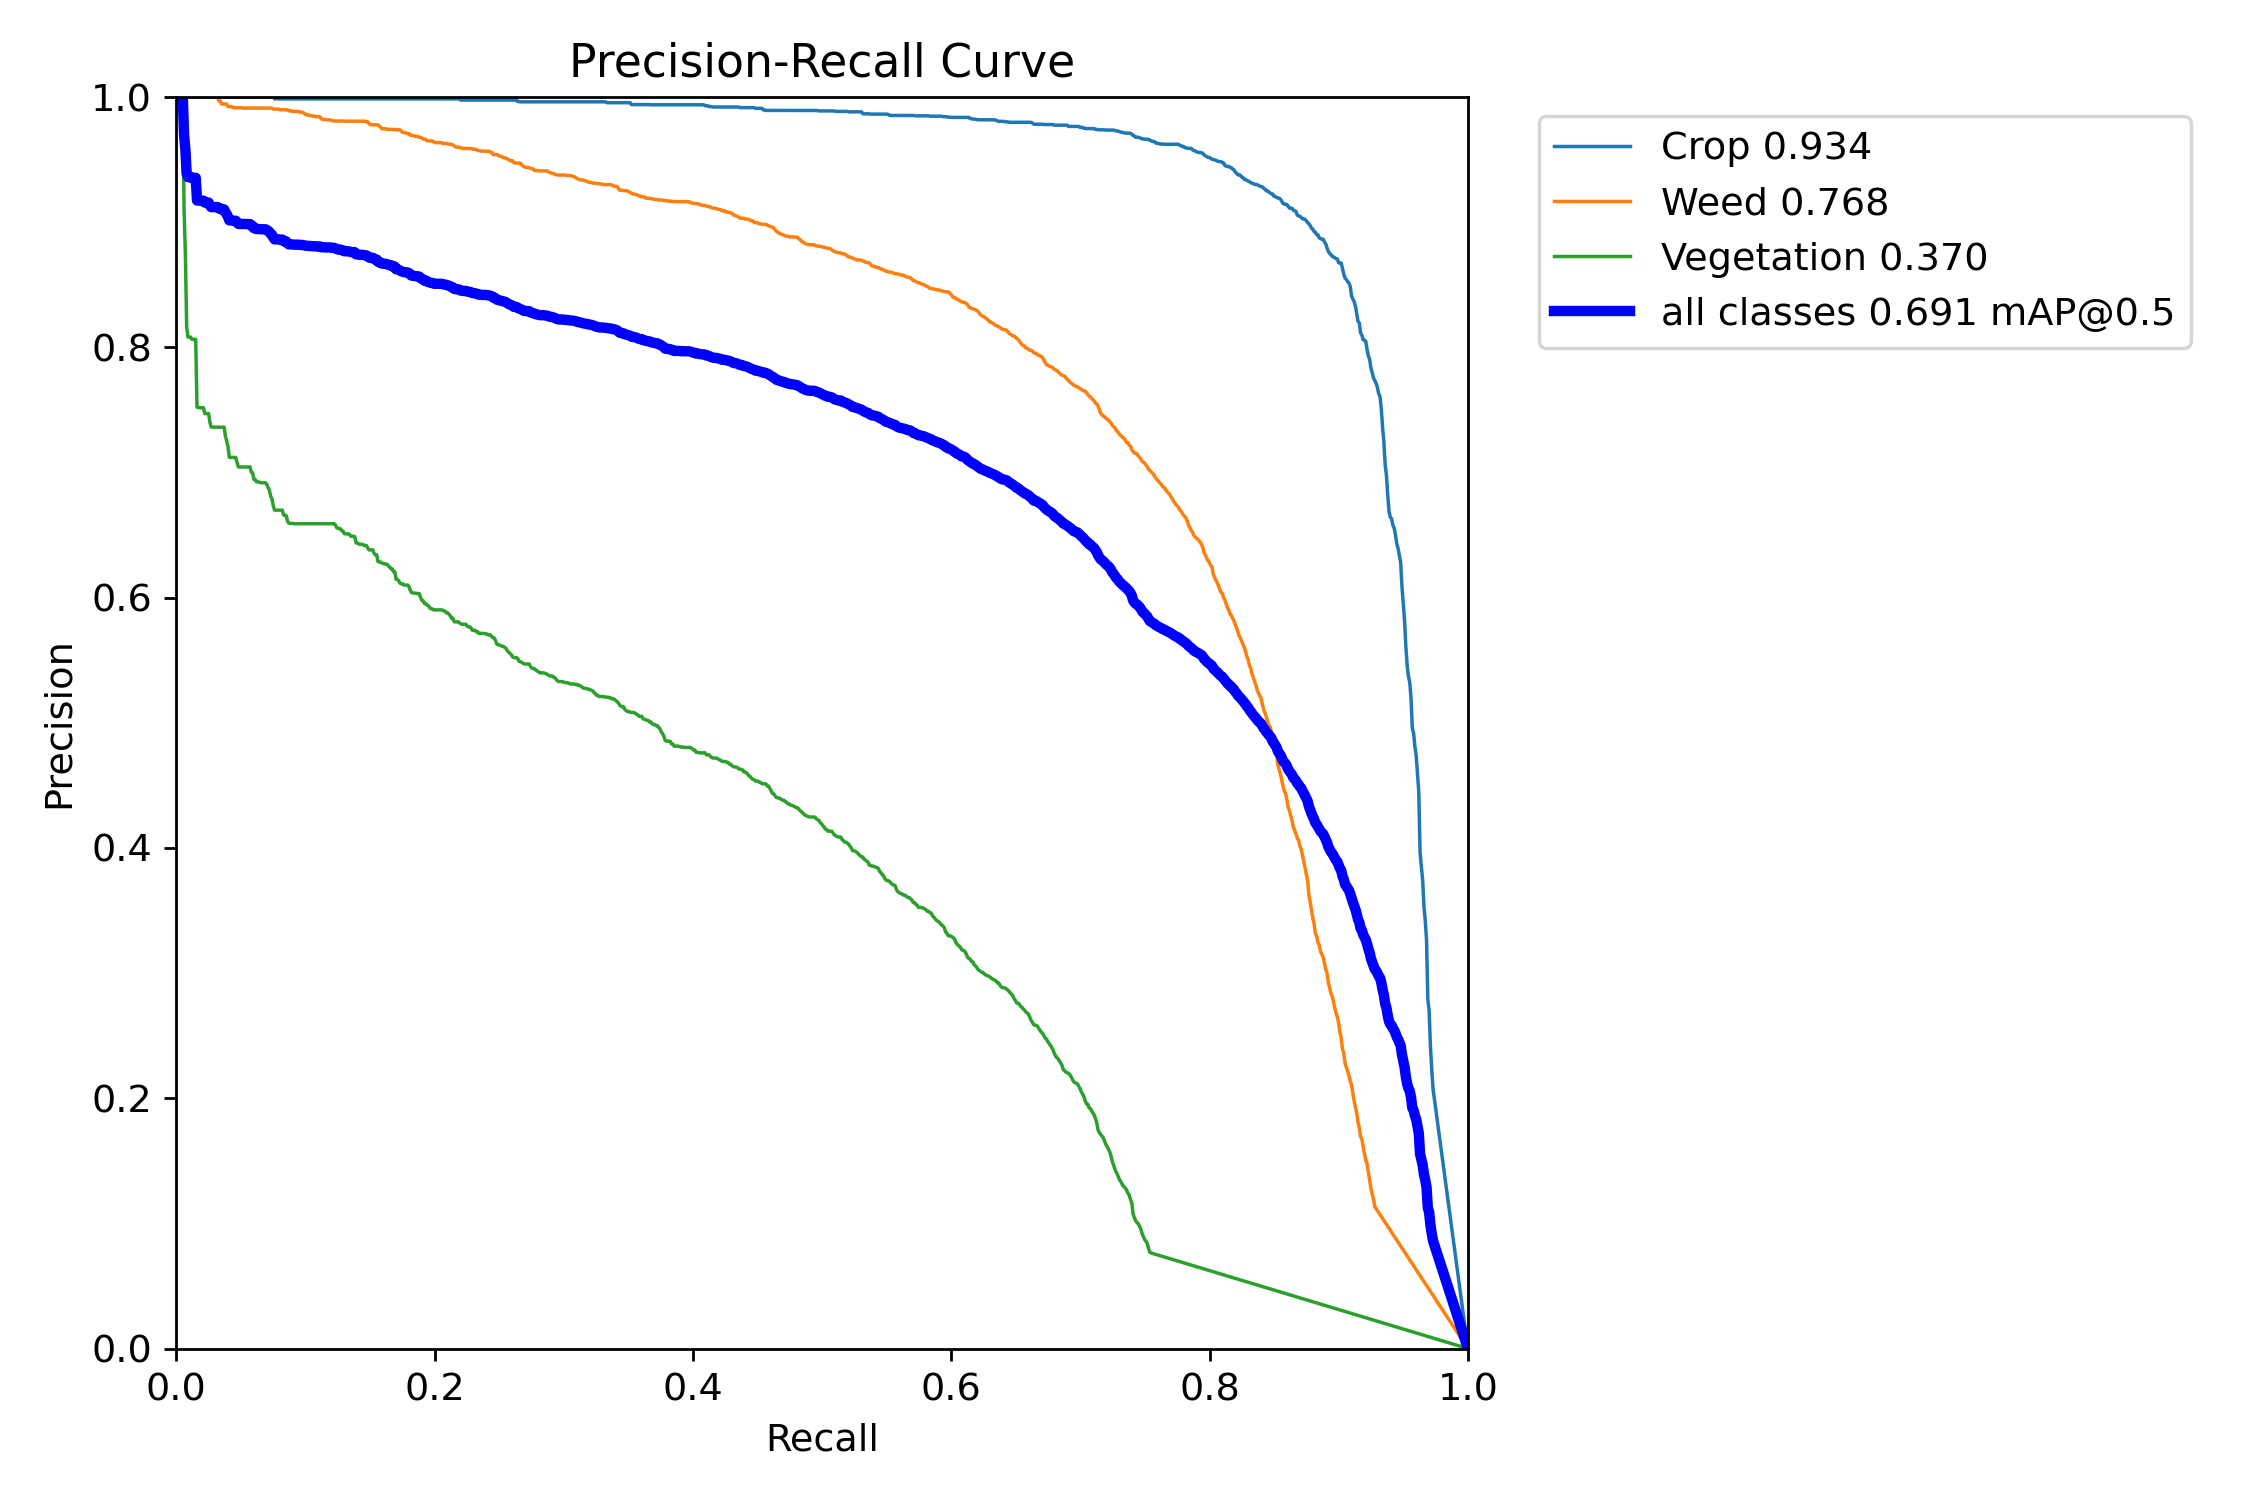 Precision-Recall Curve
1.0
0.8
0.6
0.4
0.2
0.0
Precision
0.0 0.2 0.4 0.6 0.8 1.0
Recall
Crop 0.934
Weed 0.768
Vegetation 0.370
all classes 0.691 mAP@0.5